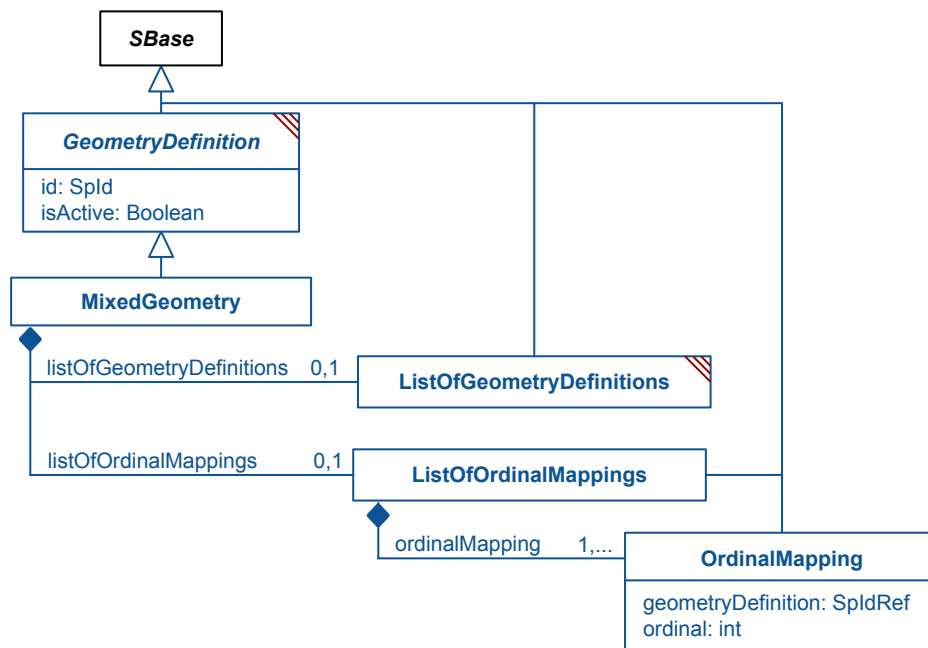 SBase
GeometryDefinition
id: SpId
isActive: Boolean
MixedGeometry
listOfGeometryDefinitions 0,1
ListOfGeometryDefinitions
listOfOrdinalMappings 0,1
ListOfOrdinalMappings
ordinalMapping 1,...
OrdinalMapping
geometryDefinition: SpIdRef
ordinal: int